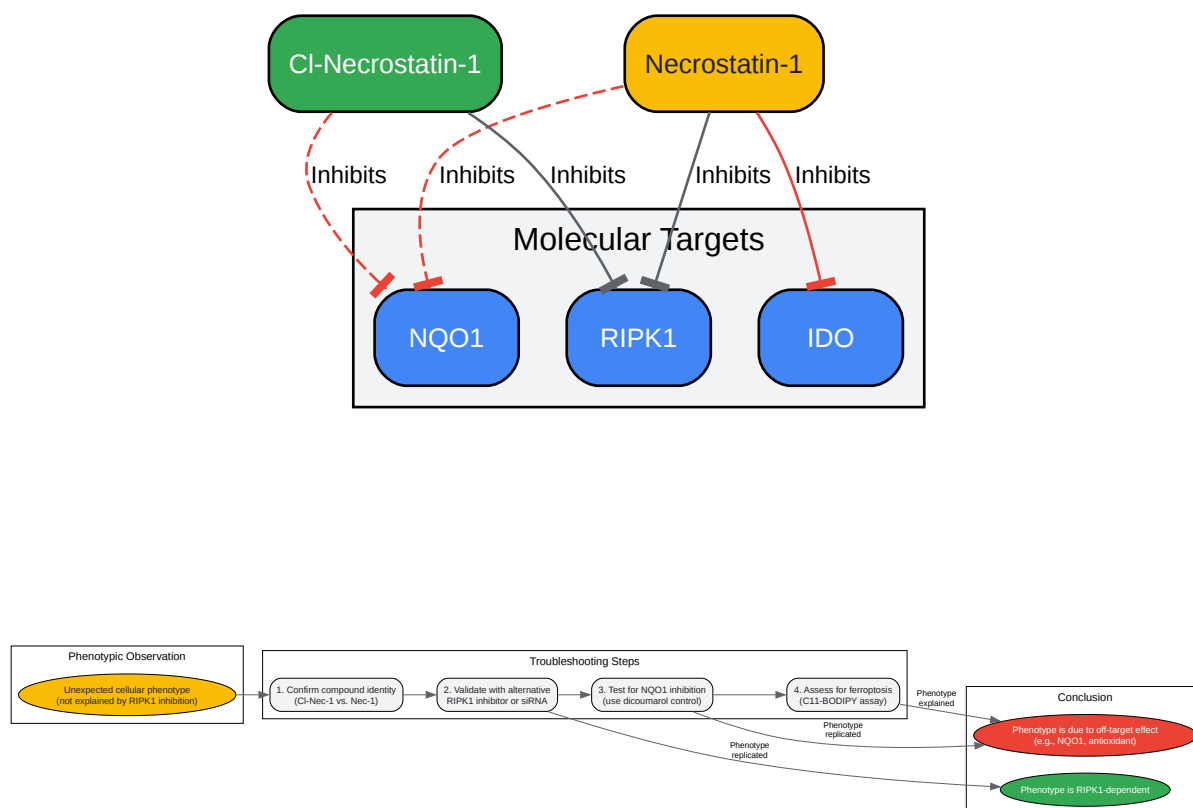 Cl-Necrostatin-1
Necrostatin-1
Inhibits
Inhibits
Inhibits
Inhibits
Inhibits
Molecular Targets
NQO1
RIPK1
IDO
Phenotypic Observation
Unexpected cellular phenotype
(not explained by RIPK1 inhibition)
Troubleshooting Steps
1. Confirm compound identity
(Cl-Nec-1 vs. Nec-1)
2. Validate with alternative
RIPK1 inhibitor or siRNA
3. Test for NQO1 inhibition
(use dicoumarol control)
4. Assess for ferroptosis
(C11-BODIPY assay)
Phenotype
explained
Phenotype
replicated
Phenotype
replicated
Conclusion
Phenotype is due to off-target effect
(e.g., NQO1, antioxidant)
Phenotype is RIPK1-dependent